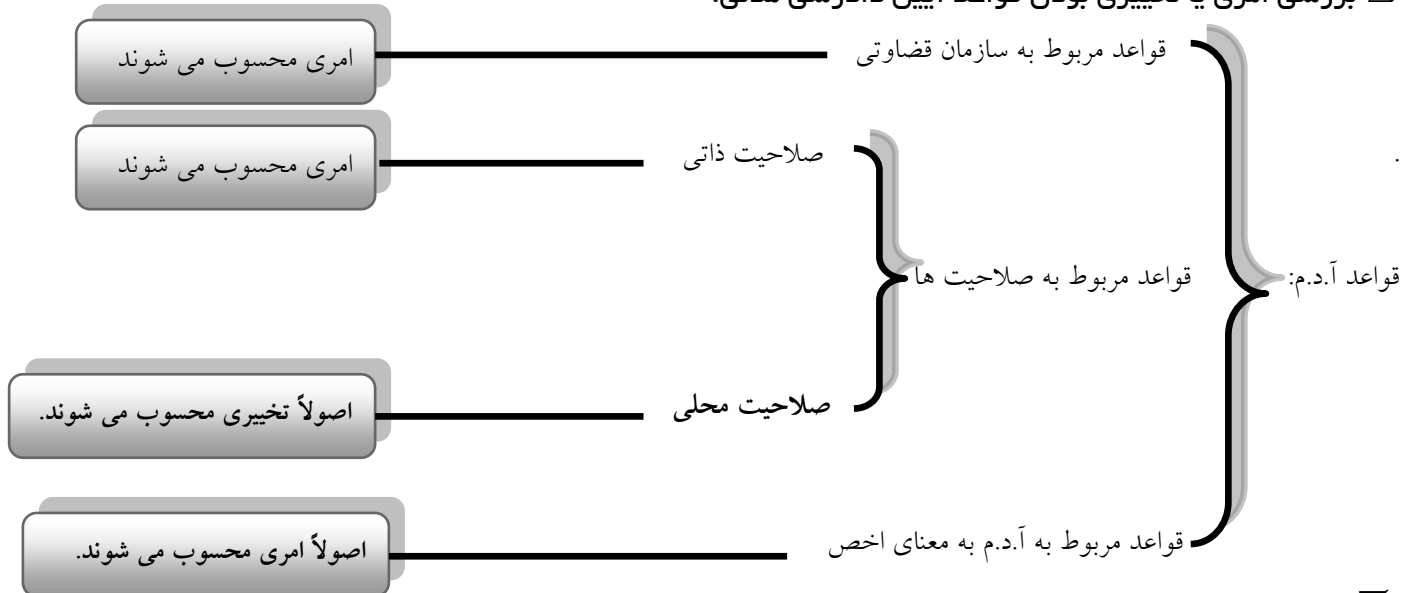 بررسی امری یا تخییری بودن قواعد آیین دادرسی مدنی:
قواعد مربوط به سازمان قضاوتی
امری محسوب می شوند
صلاحیت ذاتی
امری محسوب می شوند
.
قواعد آ.د.م:
قواعد مربوط به صلاحیت ها
صلاحیت محلی
اصولاً تخییری محسوب می شوند.
قواعد مربوط به آ.د.م به معنای اخص
اصولاً امری محسوب می شوند.